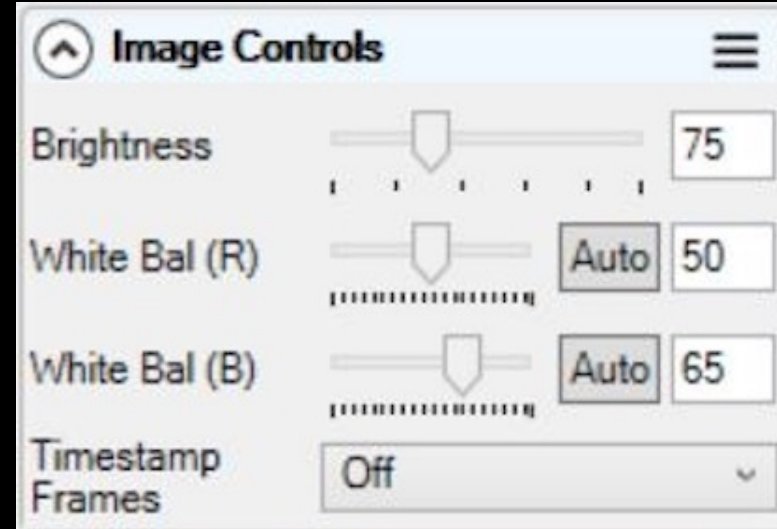 Image Controls
Brightness 75
White Bal (R) Auto 50
White Bal (B) Auto 65
Timestamp
Frames Off